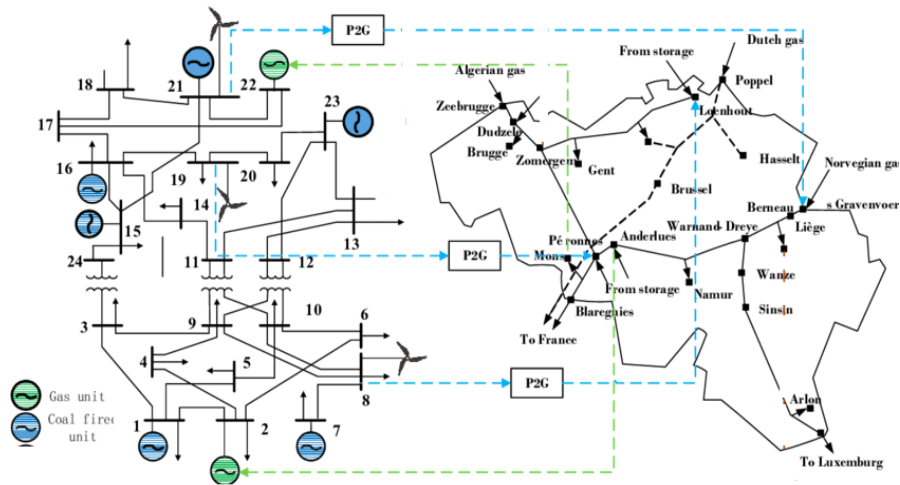 P2G
Dutch gas
From storage
Poppel
Algerian gas
Zeebrugge
Loenhout
Dudzele
Brugge
Zomergem
Gent
Hasselt
Norvegian gas
Brussel
Berneau
s Gravenvoer
Liège
Warnand-Dreye
Anderlues
Pé ronnes
Mons
P2G
Wanze
From storage
Namur
Blaregnies
Sinsin
To France
P2G
Arlon
To Luxemburg
18
21
22
23
17
16
19
20
14
15
13
24
11
12
3
9
10
6
4
5
8
1
2
7
Gas unit
Coal fired
unit